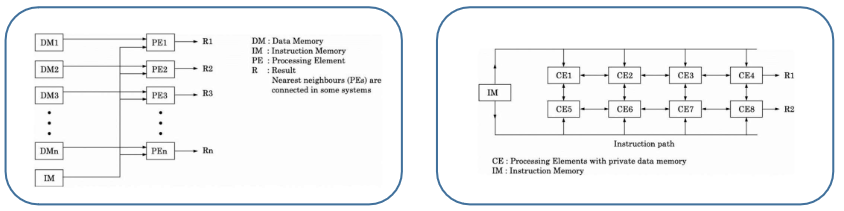 DM1
PE1
R1
DM : Data Memory
IM : Instruction Memory
PE : Processing Element
R : Result
Nearest neighbours (PEs) are
connected in some systems
DM2
PE2
R2
DM3
PE3
R3
DMn
PEn
Rn
IM
IM
CE1
CE2
CE3
CE4
R1
CE5
CE6
CE7
CE8
R2
Instruction path
CE : Processing Elements with private data memory
IM : Instruction Memory